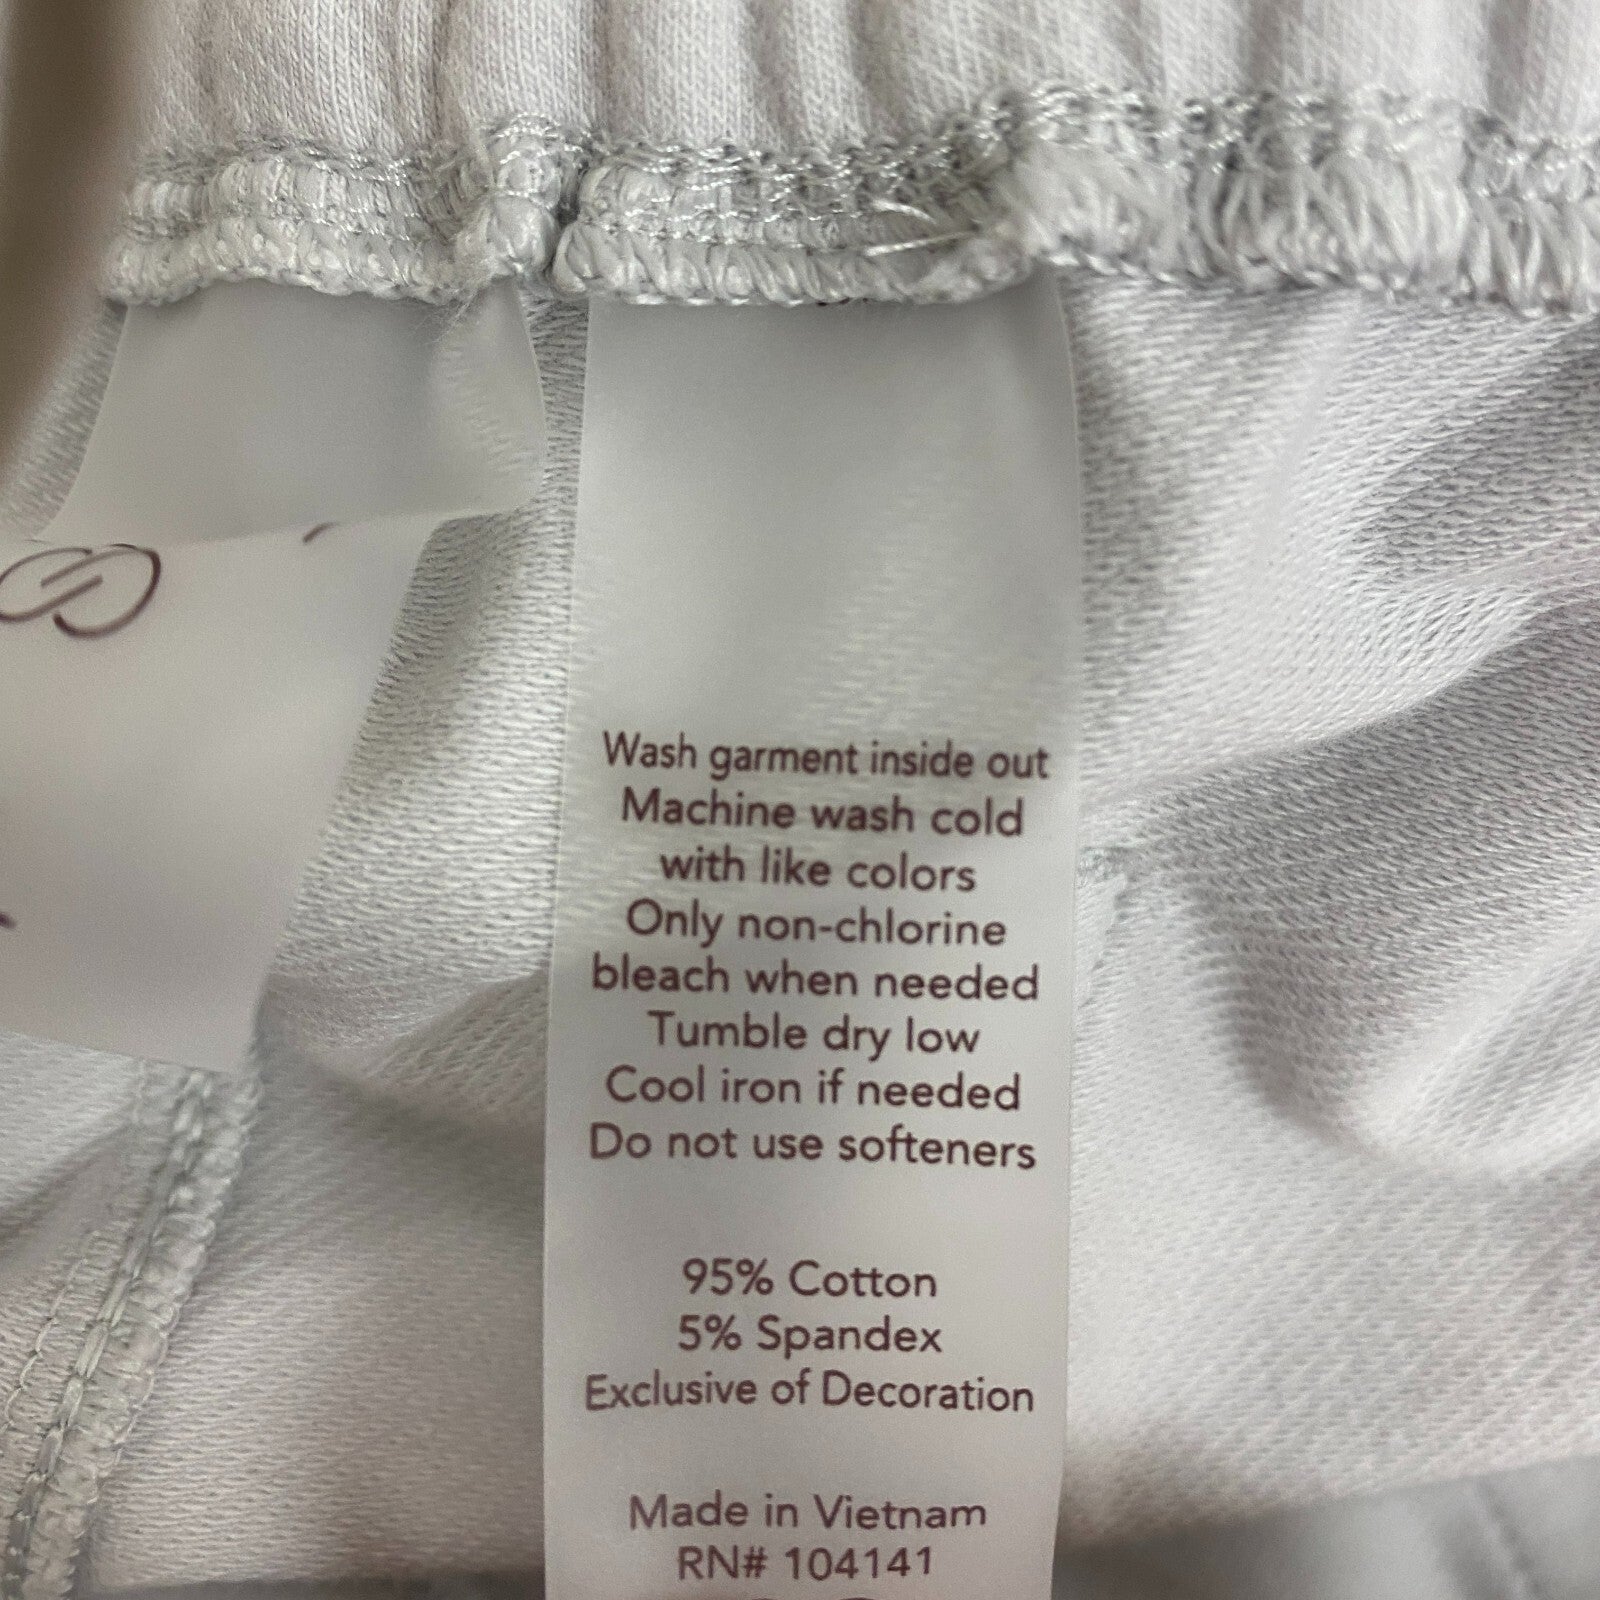 Wash garment inside out
Machine wash cold
with like colors
Only non-chlorine
bleach when needed
Tumble dry low
Cool iron if needed
Do not use softeners
95% Cotton
5% Spandex
Exclusive of Decoration
Made in Vietnam
RN# 104141